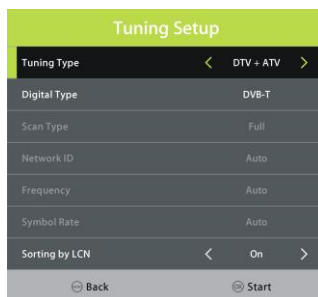 Tuning Setup
Tuning Type < DTV + ATV >
Digital Type DVB-T
Scan Type Full
Network ID Auto
Frequency Auto
Symbol Rate Auto
Sorting by LCN < On >
Back Start